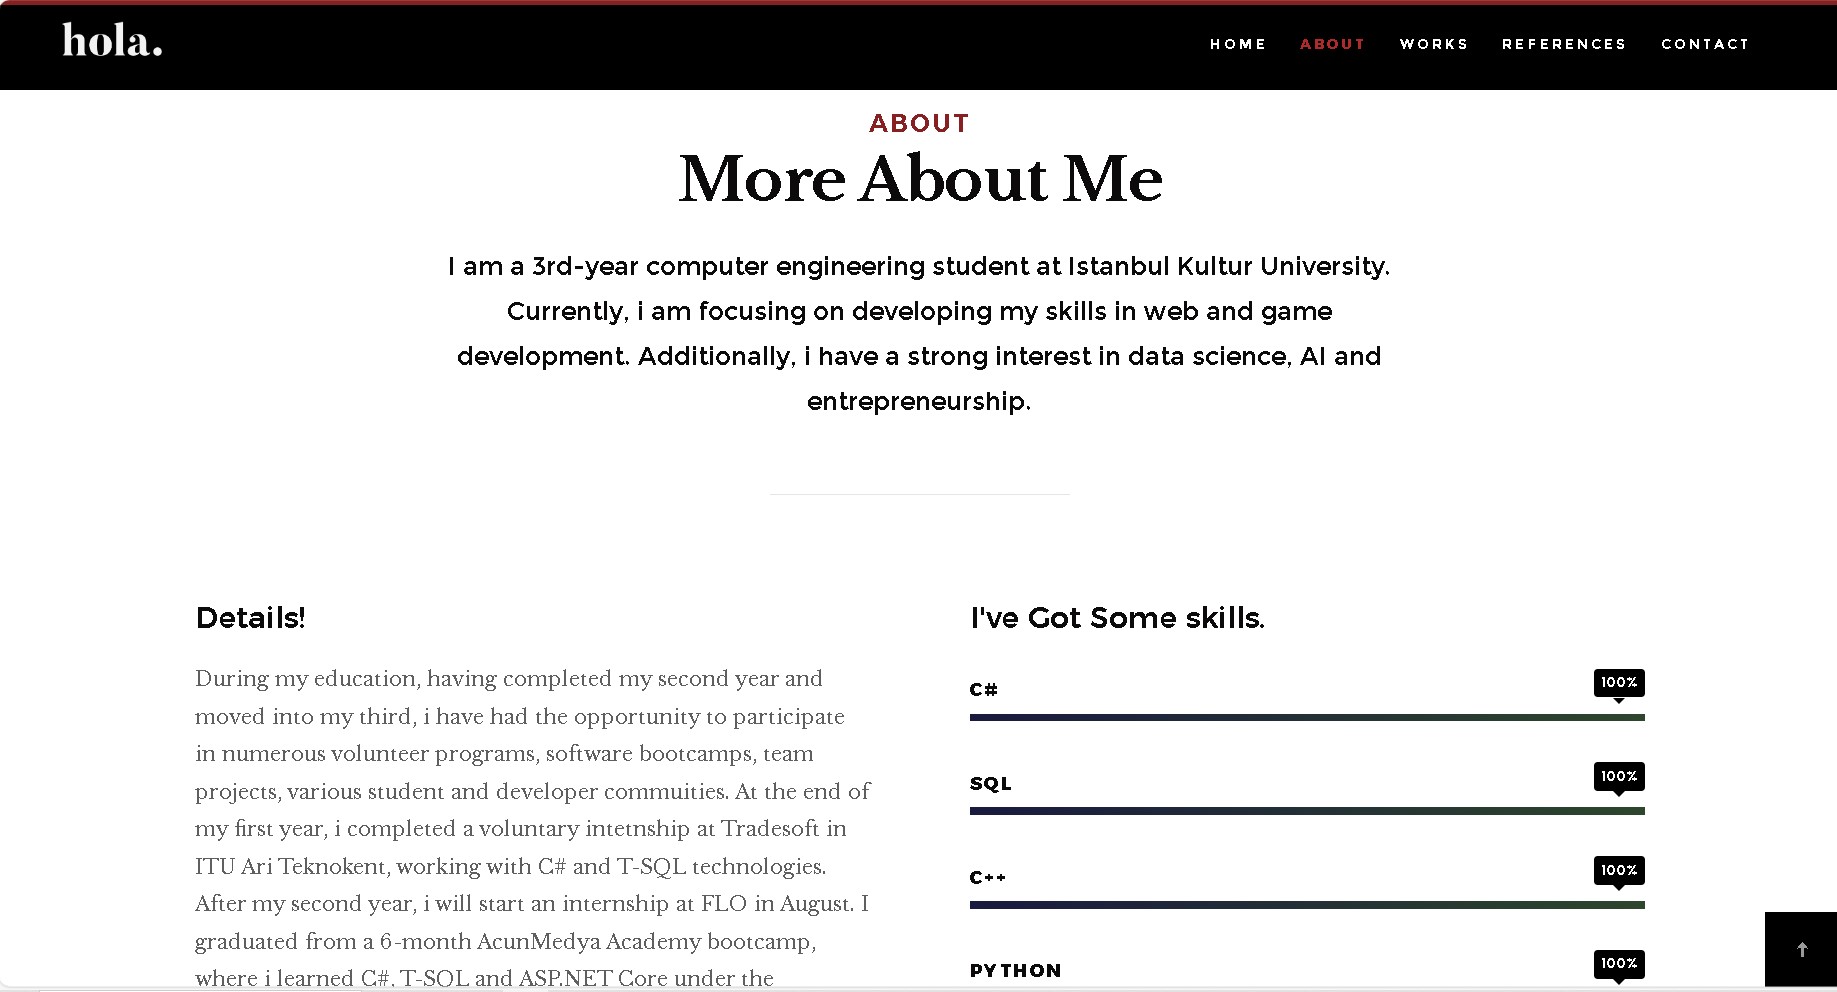 hola.
HOME ABOUT WORKS REFERENCES CONTACT
ABOUT
More About Me
I am a 3rd-year computer engineering student at Istanbul Kultur University.
Currently, i am focusing on developing my skills in web and game
development. Additionally, i have a strong interest in data science, AI and
entrepreneurship.
Details!
During my education, having completed my second year and
moved into my third, i have had the opportunity to participate
in numerous volunteer programs, software bootcamps, team
projects, various student and developer commuities. At the end of
my first year, i completed a voluntary intetnship at Tradesoft in
ITU Ari Teknokent, working with C# and T-SQL technologies.
After my second year, i will start an internship at FLO in August. I
graduated from a 6-month AcunMedya Academy bootcamp,
where i learned C#, T-SQL and ASP.NET Core under the
I've Got Some skills.
C# 100%
SQL 100%
C++ 100%
PYTHON 100%